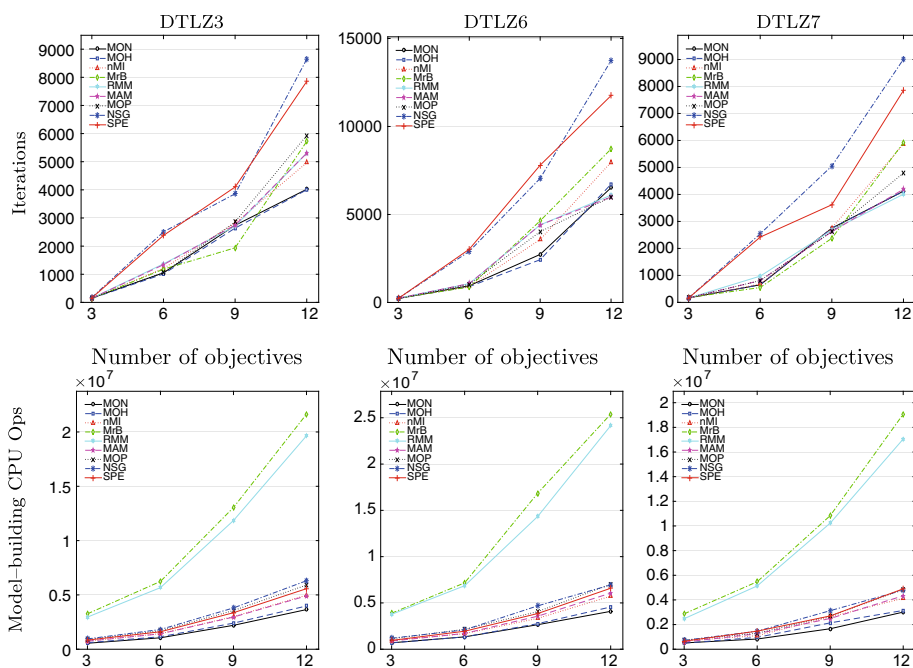 DTLZ3
DTLZ6
DTLZ7
Iterations
9000
8000
7000
6000
5000
4000
3000
2000
1000
0
MON
MOH
nMI
MrB
RMM
MAM
MOP
NSG
SPE
3 6 9 12
15000
10000
5000
0
MON
MOH
nMI
MrB
RMM
MAM
MOP
NSG
SPE
3 6 9 12
9000
8000
7000
6000
5000
4000
3000
2000
1000
0
MON
MOH
nMI
MrB
RMM
MAM
MOP
NSG
SPE
3 6 9 12
Number of objectives
Number of objectives
Number of objectives
Model–building CPU Ops
×10⁷
2
1.5
1
0.5
0
MON
MOH
nMI
MrB
RMM
MAM
MOP
NSG
SPE
3 6 9 12
×10⁷
2.5
2
1.5
1
0.5
0
MON
MOH
nMI
MrB
RMM
MAM
MOP
NSG
SPE
3 6 9 12
×10⁷
2
1.8
1.6
1.4
1.2
1
0.8
0.6
0.4
0.2
0
MON
MOH
nMI
MrB
RMM
MAM
MOP
NSG
SPE
3 6 9 12